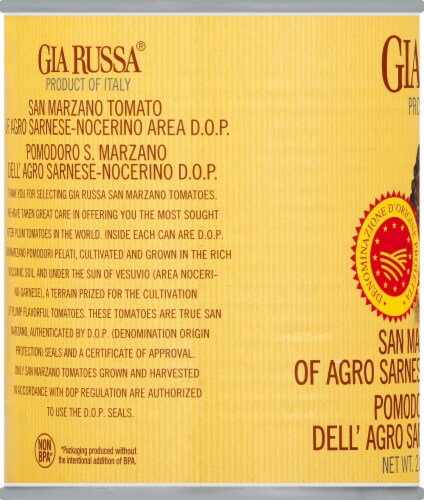 GIA RUSSA®
PRODUCT OF ITALY
SAN MARZANO TOMATO
OF AGRO SARNESE-NOCERINO AREA D.O.P.
POMODORO S. MARZANO
DELL' AGRO SARNESE-NOCERINO D.O.P.
THANK YOU FOR SELECTING GIA RUSSA SAN MARZANO TOMATOES.
WE HAVE TAKEN GREAT CARE IN OFFERING YOU THE MOST SOUGHT
AFTER PLUM TOMATOES IN THE WORLD. INSIDE EACH CAN ARE D.O.P.
SAN MARZANO POMODORI PELATI, CULTIVATED AND GROWN IN THE RICH
VOLCANIC SOIL AND UNDER THE SUN OF VESUVIO (AREA NOCERI-
NO-SARNESE), A TERRAIN PRIZED FOR THE CULTIVATION
OF PLUMP FLAVORFUL TOMATOES. THESE TOMATOES ARE TRUE SAN
MARZANO, AUTHENTICATED BY D.O.P. (DENOMINATION ORIGIN
PROTECTION) SEALS AND A CERTIFICATE OF APPROVAL.
ONLY SAN MARZANO TOMATOES GROWN AND HARVESTED
IN ACCORDANCE WITH DOP REGULATION ARE AUTHORIZED
TO USE THE D.O.P. SEALS.
NON
BPA*
*Packaging produced without
the intentional addition of BPA.
GIA
PRO
DENOMINAZIONE D'ORIGINE PROTETTA
SAN MA
OF AGRO SARNES
POMODO
DELL' AGRO SA
NET WT. 2